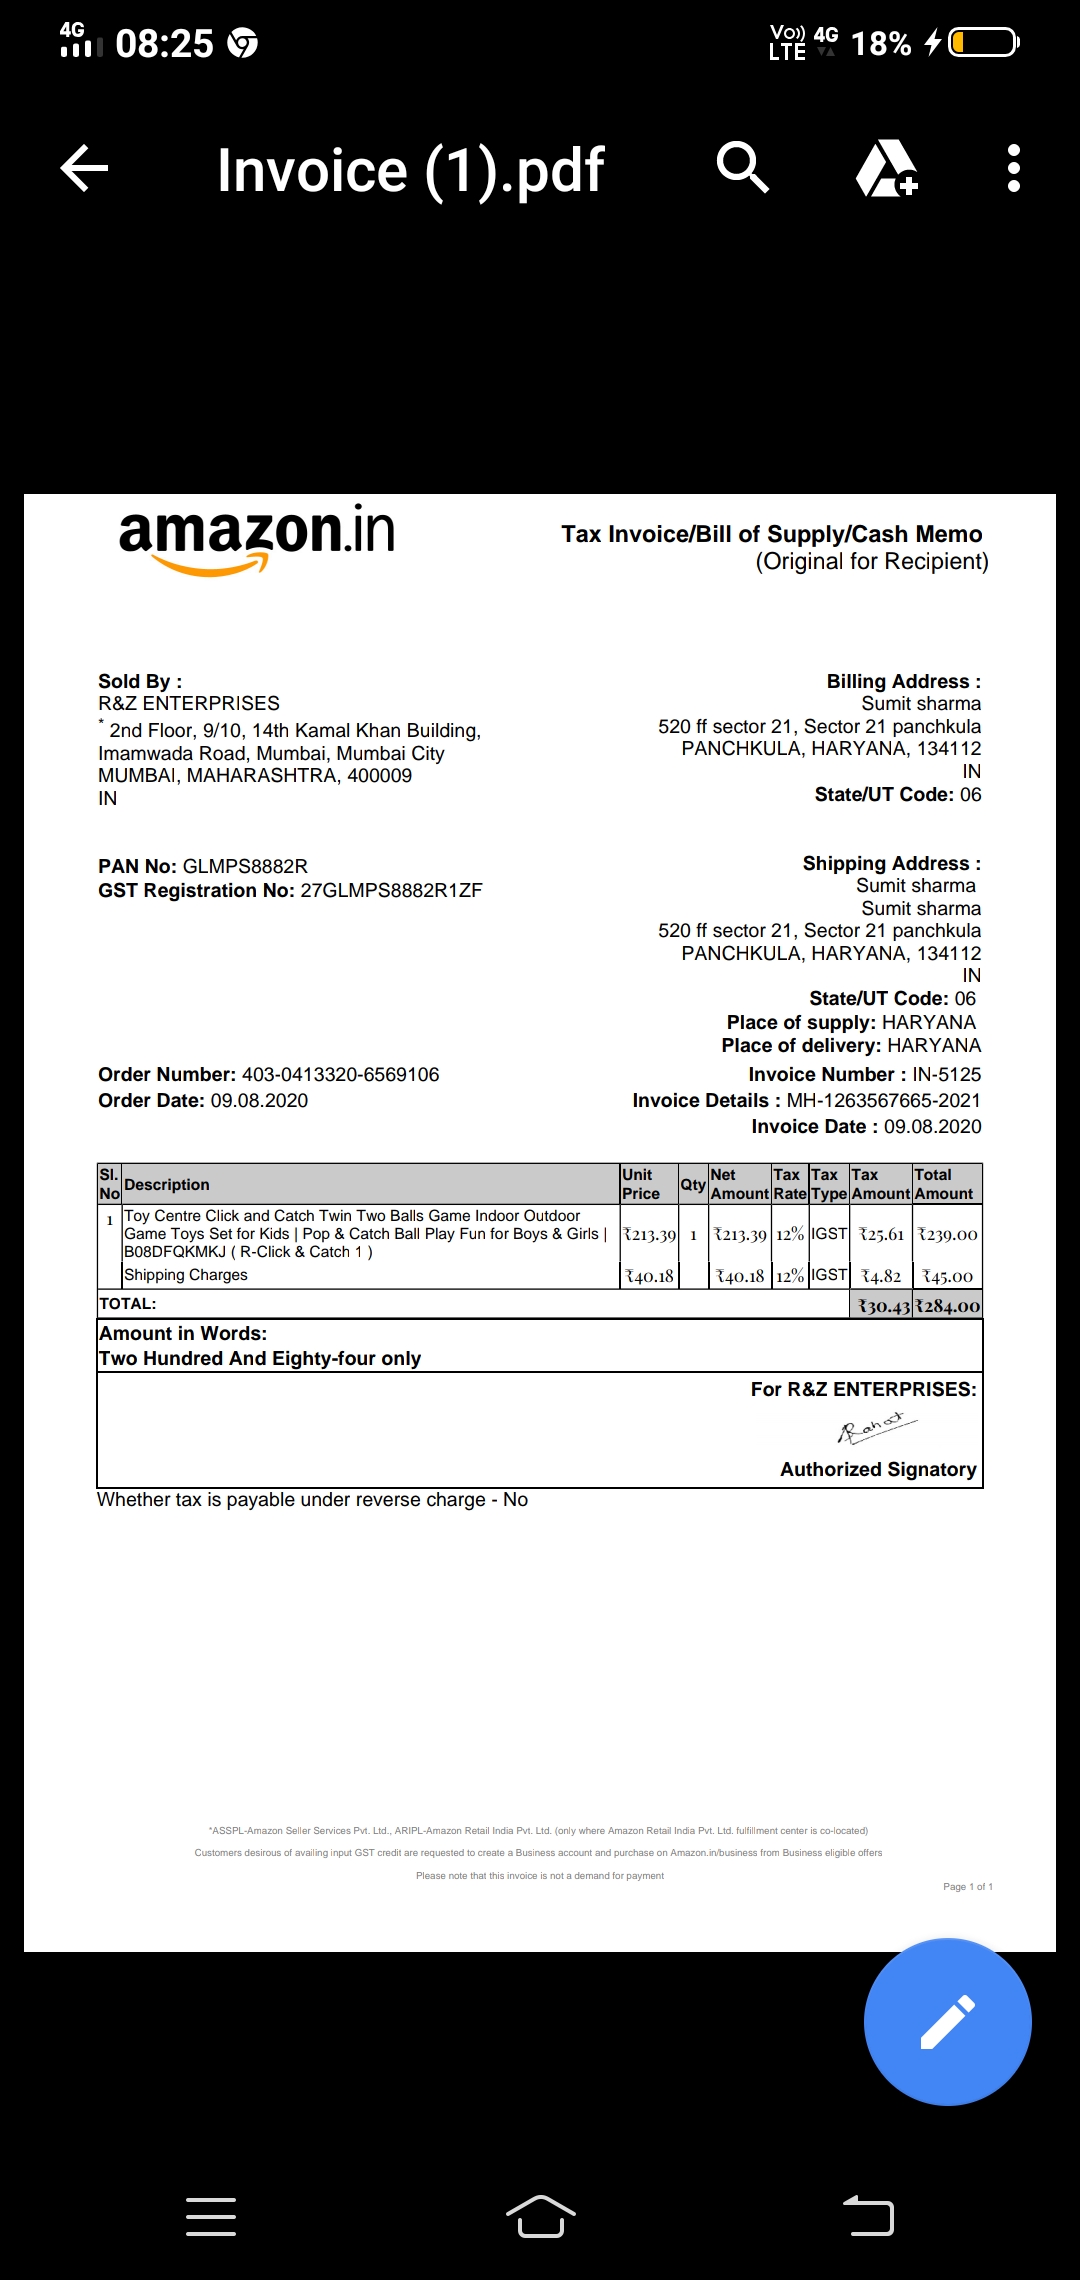 4G 08:25 Vo)) LTE 4G 18%
Invoice (1).pdf
amazon.in
Tax Invoice/Bill of Supply/Cash Memo
(Original for Recipient)
Sold By :
R&Z ENTERPRISES
* 2nd Floor, 9/10, 14th Kamal Khan Building,
Imamwada Road, Mumbai, Mumbai City
MUMBAI, MAHARASHTRA, 400009
IN
Billing Address :
Sumit sharma
520 ff sector 21, Sector 21 panchkula
PANCHKULA, HARYANA, 134112
IN
State/UT Code: 06
PAN No: GLMPS8882R
GST Registration No: 27GLMPS8882R1ZF
Shipping Address :
Sumit sharma
Sumit sharma
520 ff sector 21, Sector 21 panchkula
PANCHKULA, HARYANA, 134112
IN
State/UT Code: 06
Place of supply: HARYANA
Place of delivery: HARYANA
Order Number: 403-0413320-6569106
Order Date: 09.08.2020
Invoice Number : IN-5125
Invoice Details : MH-1263567665-2021
Invoice Date : 09.08.2020
Sl. No Description Unit Price Qty Net Amount Tax Rate Tax Type Tax Amount Total Amount
1 Toy Centre Click and Catch Twin Two Balls Game Indoor Outdoor
Game Toys Set for Kids | Pop & Catch Ball Play Fun for Boys & Girls | ₹213.39 1 ₹213.39 12% IGST ₹25.61 ₹239.00
B08DFQKMKJ ( R-Click & Catch 1 )
Shipping Charges ₹40.18 ₹40.18 12% IGST ₹4.82 ₹45.00
TOTAL: ₹30.43 ₹284.00
Amount in Words:
Two Hundred And Eighty-four only
For R&Z ENTERPRISES:
Rahat
Authorized Signatory
Whether tax is payable under reverse charge - No
*ASSPL-Amazon Seller Services Pvt. Ltd., ARIPL-Amazon Retail India Pvt. Ltd. (only where Amazon Retail India Pvt. Ltd. fulfillment center is co-located)
Customers desirous of availing input GST credit are requested to create a Business account and purchase on Amazon.in/business from Business eligible offers
Please note that this invoice is not a demand for payment
Page 1 of 1